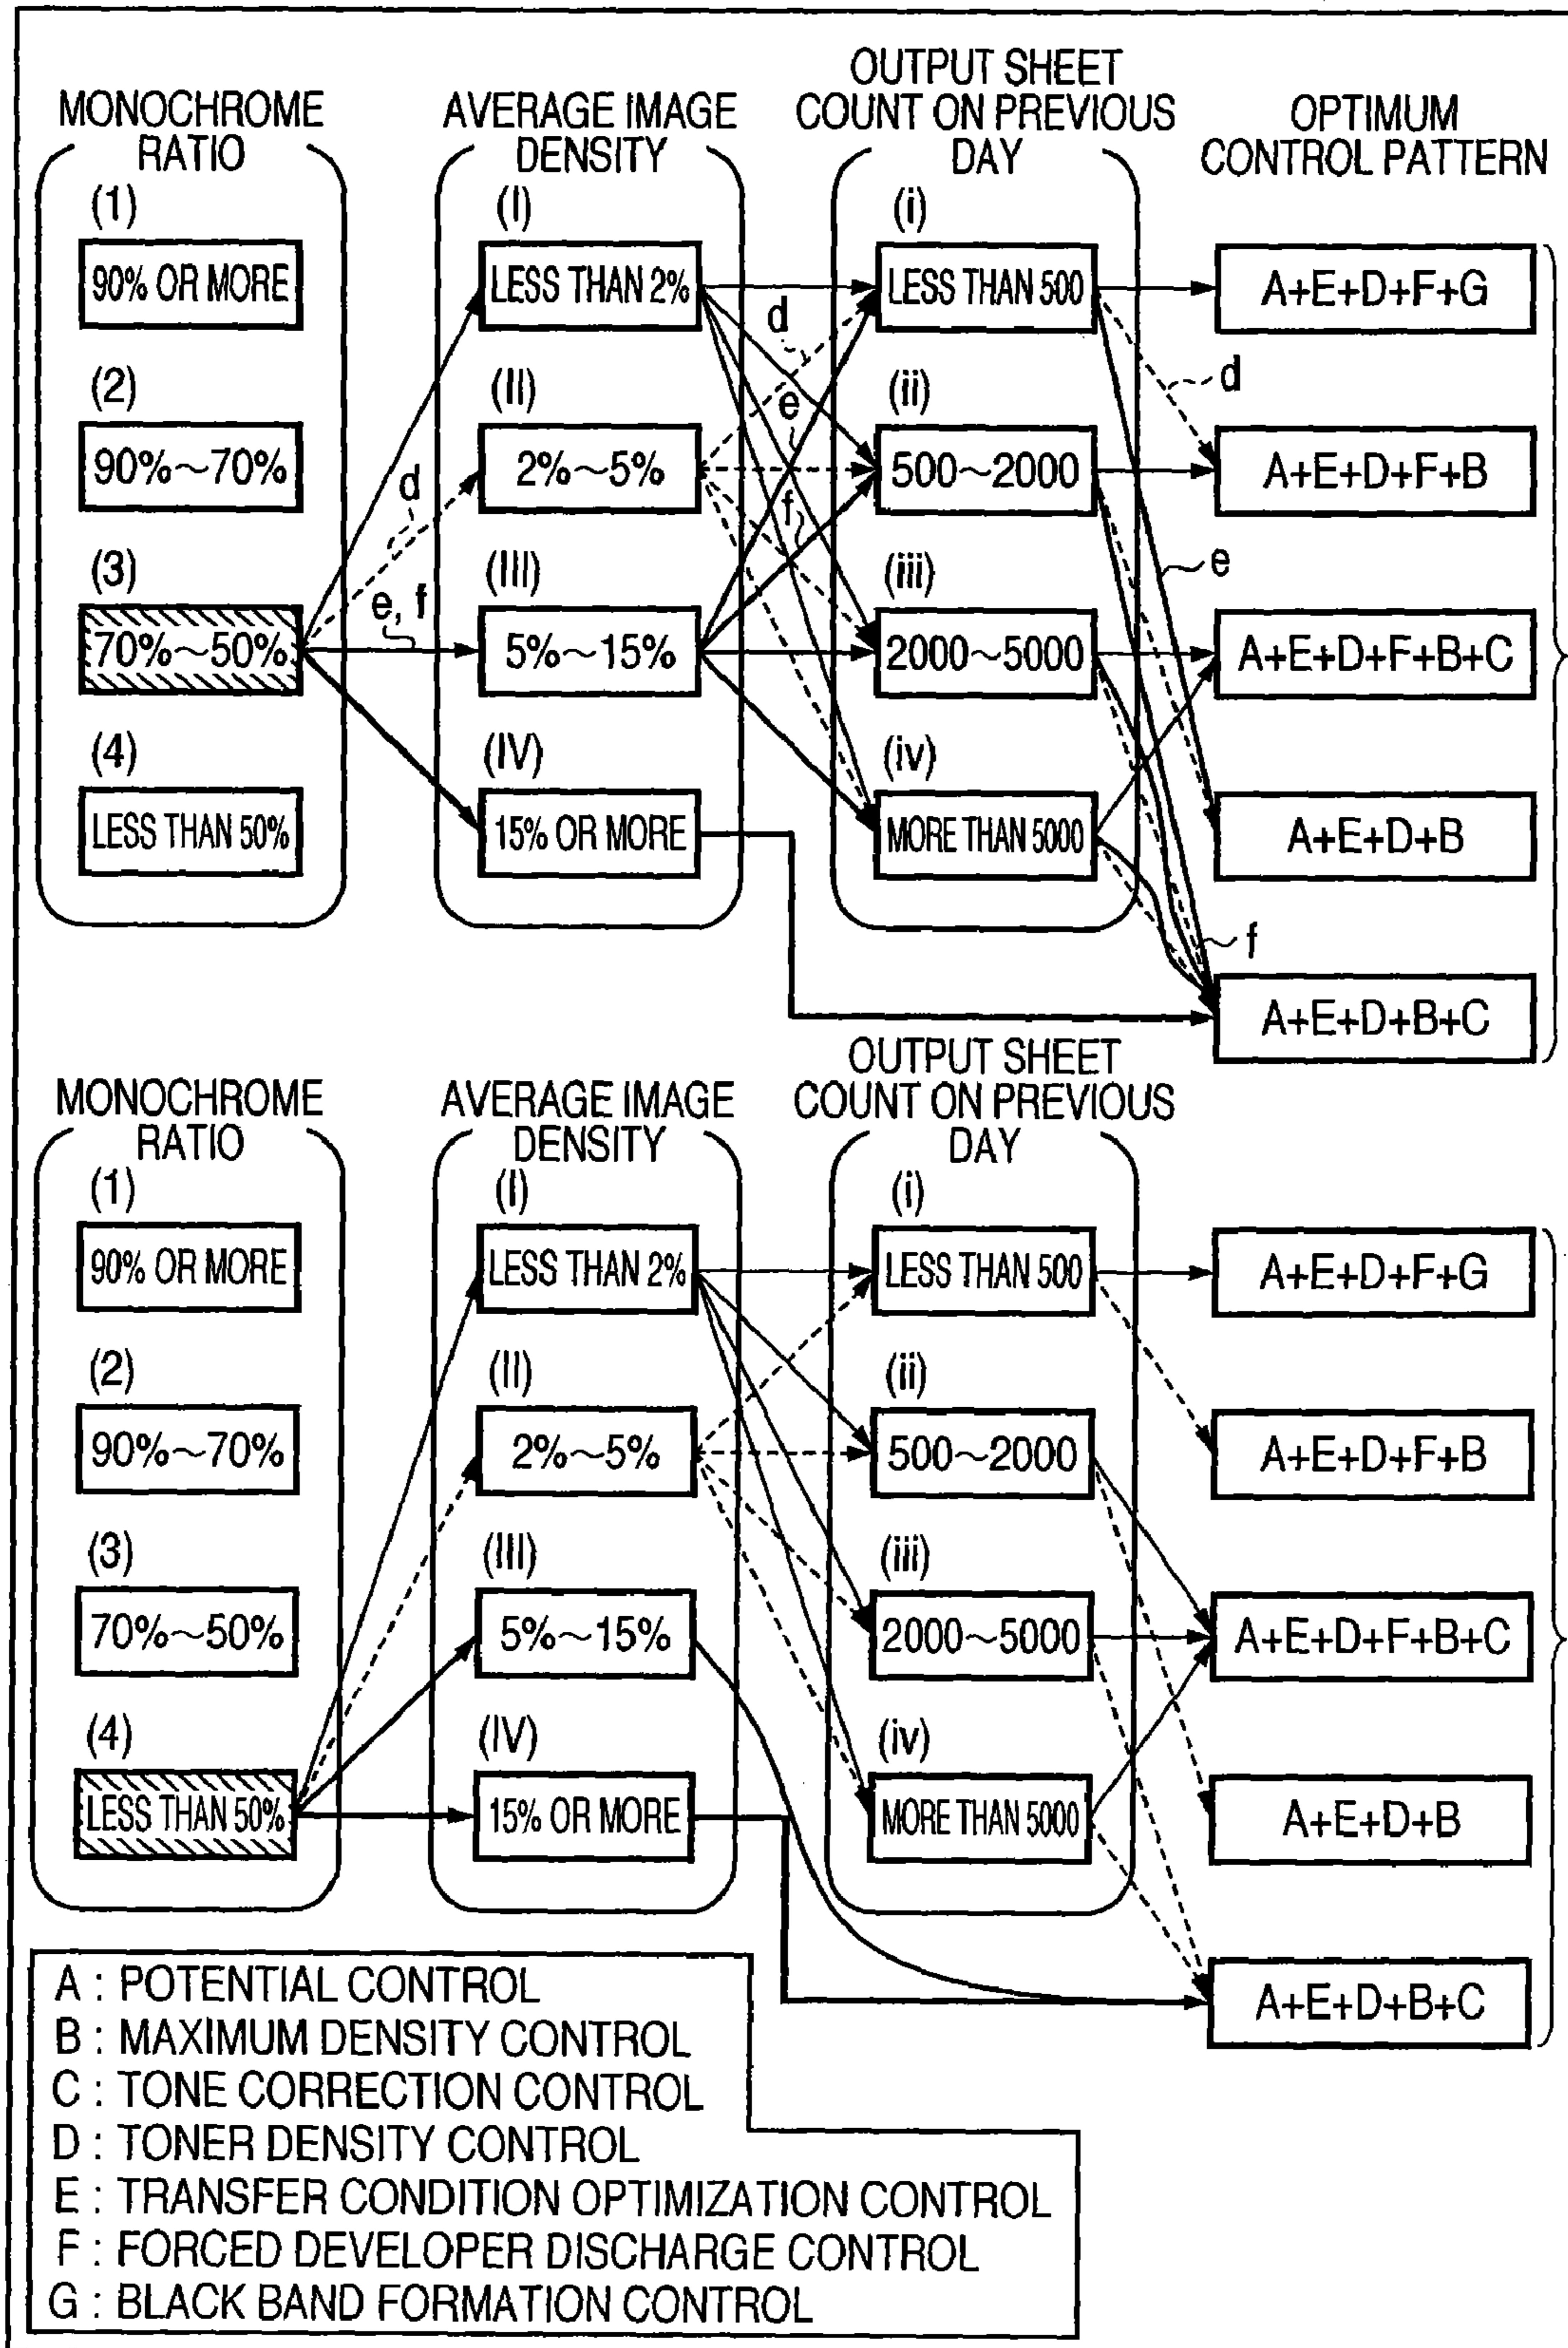 MONOCHROME
RATIO
AVERAGE IMAGE
DENSITY
OUTPUT SHEET
COUNT ON PREVIOUS
DAY
OPTIMUM
CONTROL PATTERN
(1)
90% OR MORE
(2)
90%~70%
(3)
70%~50%
(4)
LESS THAN 50%
d
e, f
(I)
LESS THAN 2%
(II)
2%~5%
(III)
5%~15%
(IV)
15% OR MORE
d
e
f
(i)
LESS THAN 500
(ii)
500~2000
(iii)
2000~5000
(iv)
MORE THAN 5000
d
e
f
A+E+D+F+G
A+E+D+F+B
A+E+D+F+B+C
A+E+D+B
A+E+D+B+C
MONOCHROME
RATIO
AVERAGE IMAGE
DENSITY
OUTPUT SHEET
COUNT ON PREVIOUS
DAY
(1)
90% OR MORE
(2)
90%~70%
(3)
70%~50%
(4)
LESS THAN 50%
(I)
LESS THAN 2%
(II)
2%~5%
(III)
5%~15%
(IV)
15% OR MORE
(i)
LESS THAN 500
(ii)
500~2000
(iii)
2000~5000
(iv)
MORE THAN 5000
A+E+D+F+G
A+E+D+F+B
A+E+D+F+B+C
A+E+D+B
A+E+D+B+C
A : POTENTIAL CONTROL
B : MAXIMUM DENSITY CONTROL
C : TONE CORRECTION CONTROL
D : TONER DENSITY CONTROL
E : TRANSFER CONDITION OPTIMIZATION CONTROL
F : FORCED DEVELOPER DISCHARGE CONTROL
G : BLACK BAND FORMATION CONTROL